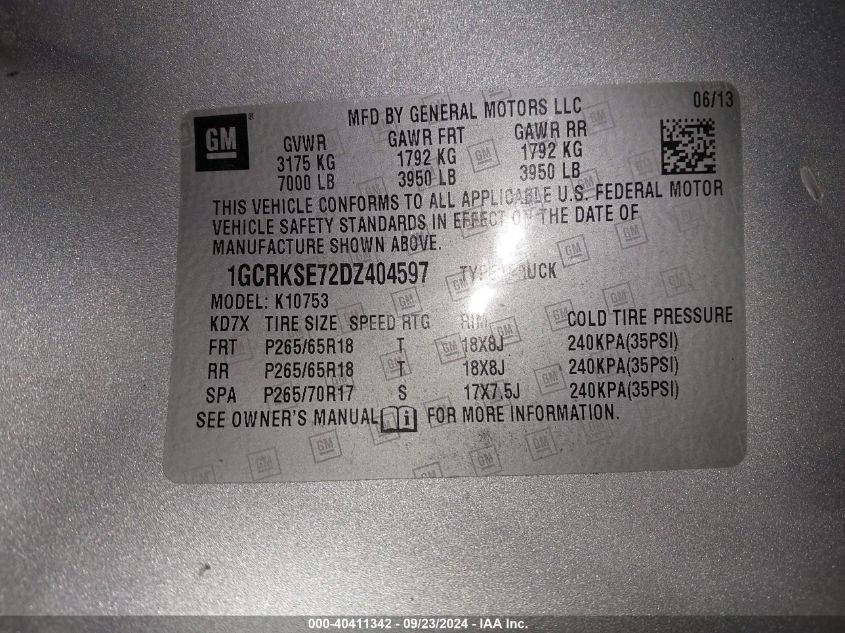 MFD BY GENERAL MOTORS LLC 06/13
GM ®
GVWR GAWR FRT GAWR RR
3175 KG 1792 KG 1792 KG
7000 LB 3950 LB 3950 LB
THIS VEHICLE CONFORMS TO ALL APPLICABLE U.S. FEDERAL MOTOR
VEHICLE SAFETY STANDARDS IN EFFECT ON THE DATE OF
MANUFACTURE SHOWN ABOVE.
1GCRKSE72DZ404597 TYPE: TRUCK
MODEL: K10753
KD7X TIRE SIZE SPEED RTG RIM COLD TIRE PRESSURE
FRT P265/65R18 T 18X8J 240KPA(35PSI)
RR P265/65R18 T 18X8J 240KPA(35PSI)
SPA P265/70R17 S 17X7.5J 240KPA(35PSI)
SEE OWNER'S MANUAL i FOR MORE INFORMATION.
000-40411342 - 09/23/2024 - IAA Inc.